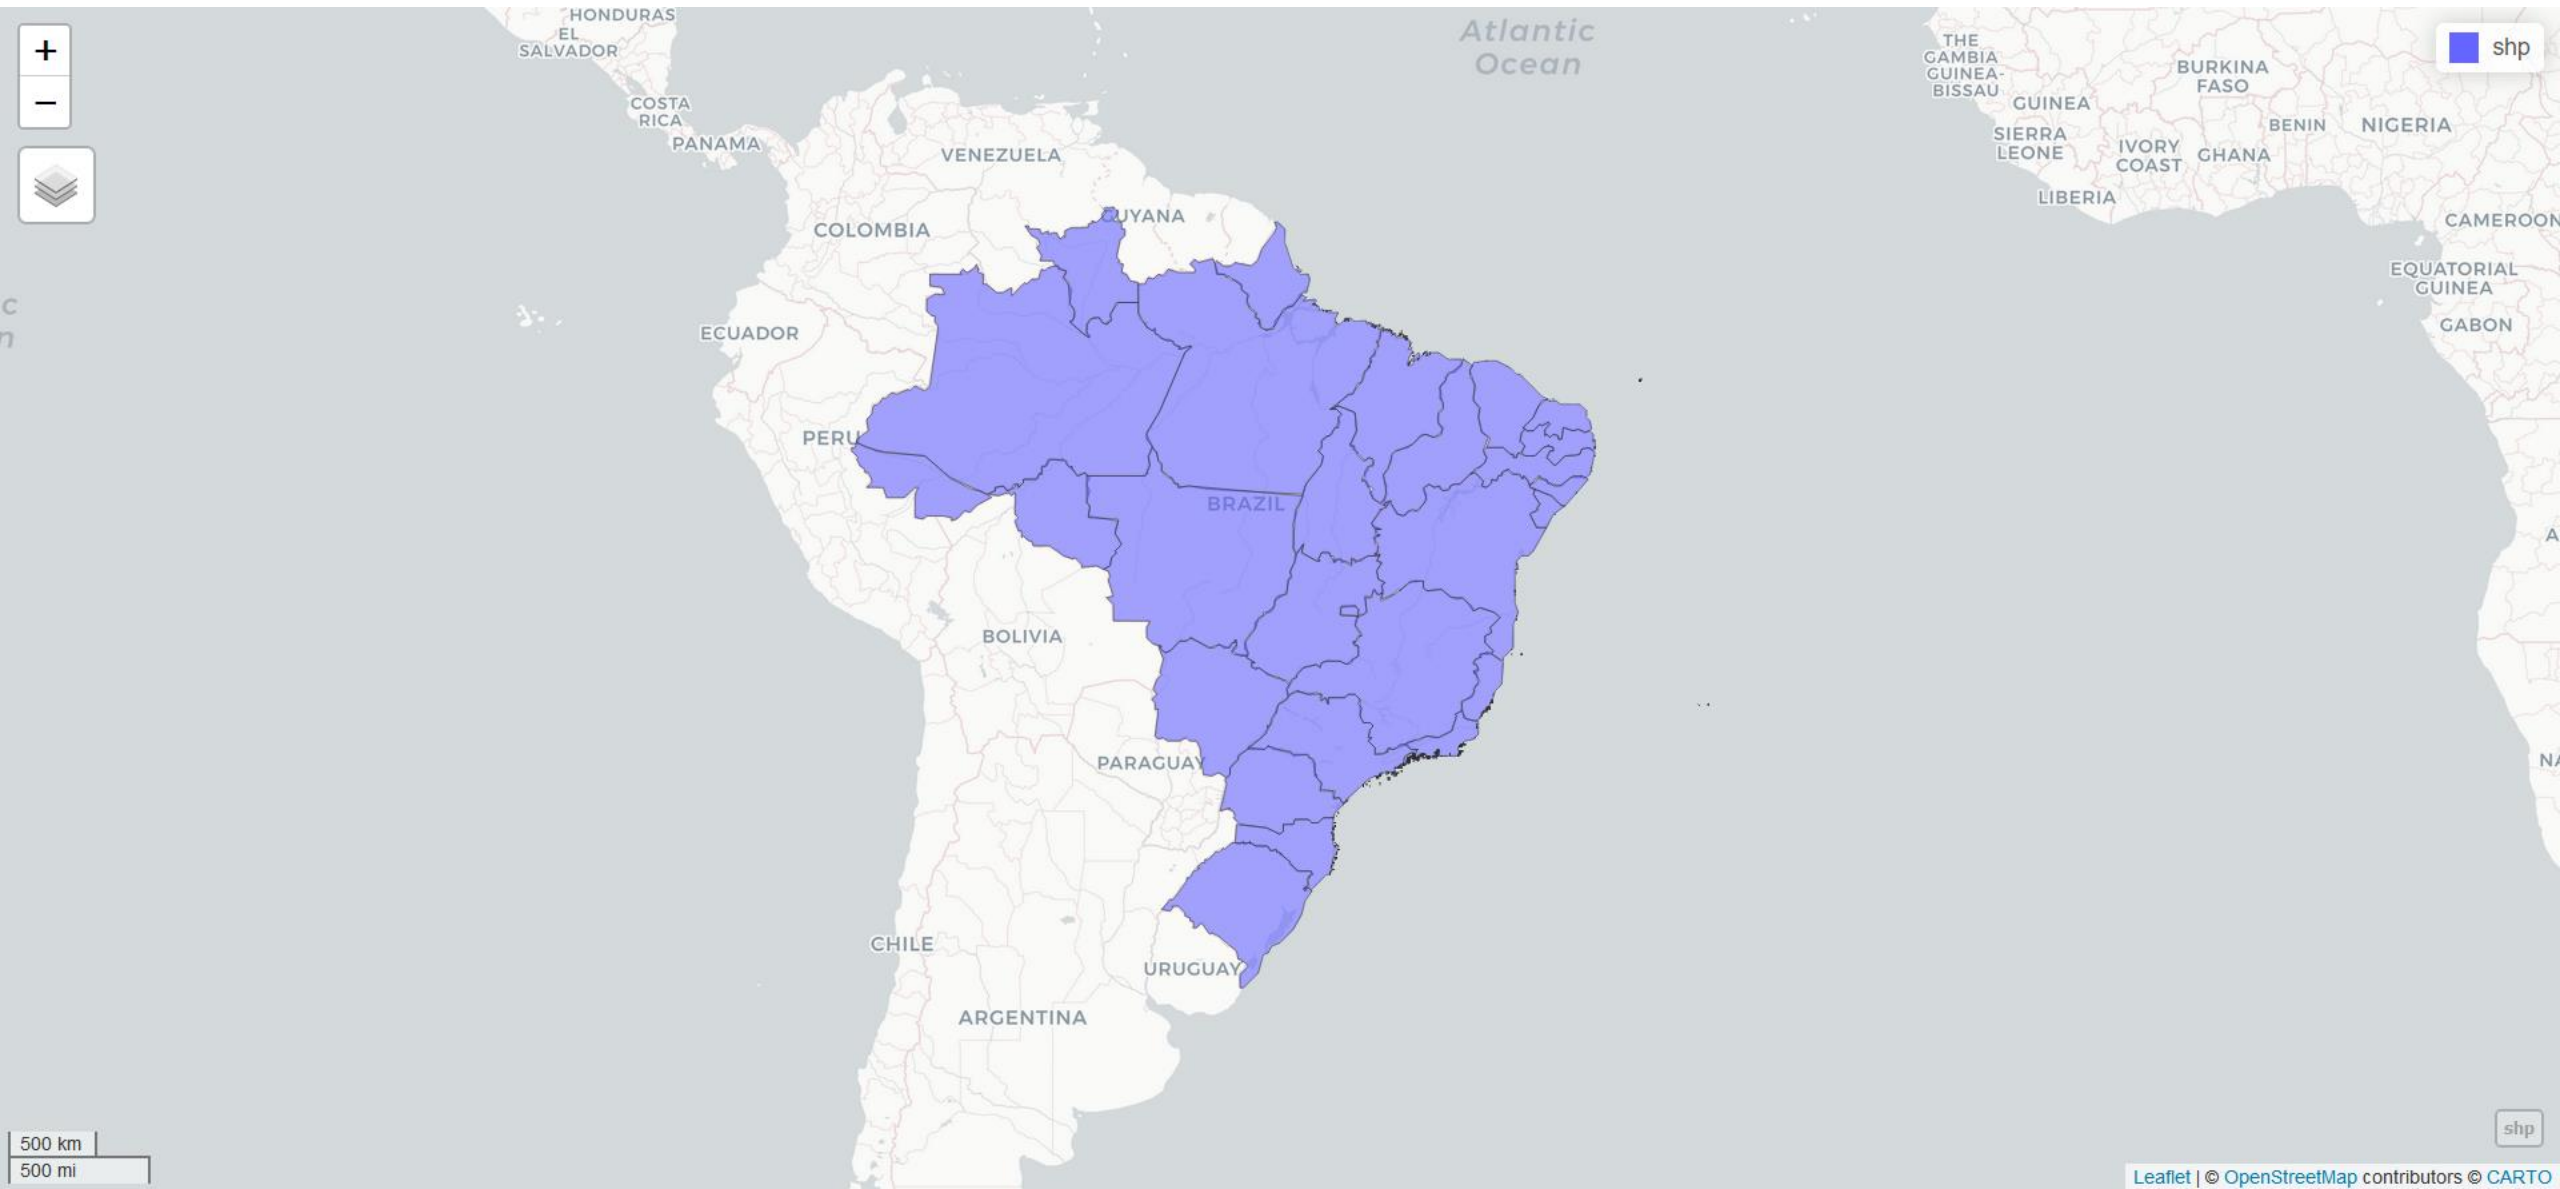 +
−
HONDURAS
EL
SALVADOR
COSTA
RICA
PANAMA
Atlantic
Ocean
THE
GAMBIA
GUINEA-
BISSAU
GUINEA
SIERRA
LEONE
LIBERIA
BURKINA
FASO
IVORY
COAST
GHANA
BENIN
NIGERIA
CAMEROON
EQUATORIAL
GUINEA
GABON
shp
VENEZUELA
UYANA
COLOMBIA
ECUADOR
PERU
BRAZIL
BOLIVIA
PARAGUAY
CHILE
URUGUAY
ARGENTINA
c
n
A
NA
500 km
500 mi
shp
Leaflet | © OpenStreetMap contributors © CARTO